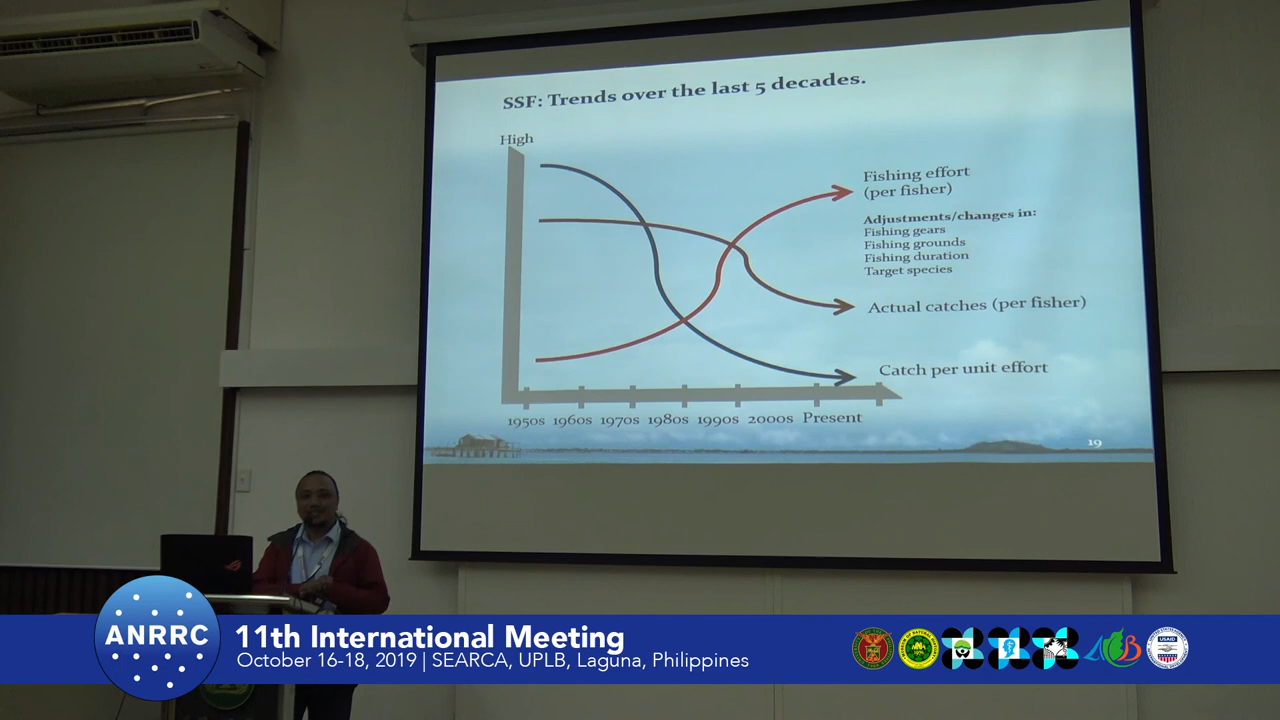 SSF: Trends over the last 5 decades.
High
Fishing effort
(per fisher)
Adjustments/changes in:
Fishing gears
Fishing grounds
Fishing duration
Target species
Actual catches (per fisher)
Catch per unit effort
1950s 1960s 1970s 1980s 1990s 2000s Present
19
ANRRC
11th International Meeting
October 16-18, 2019 | SEARCA, UPLB, Laguna, Philippines
USAID